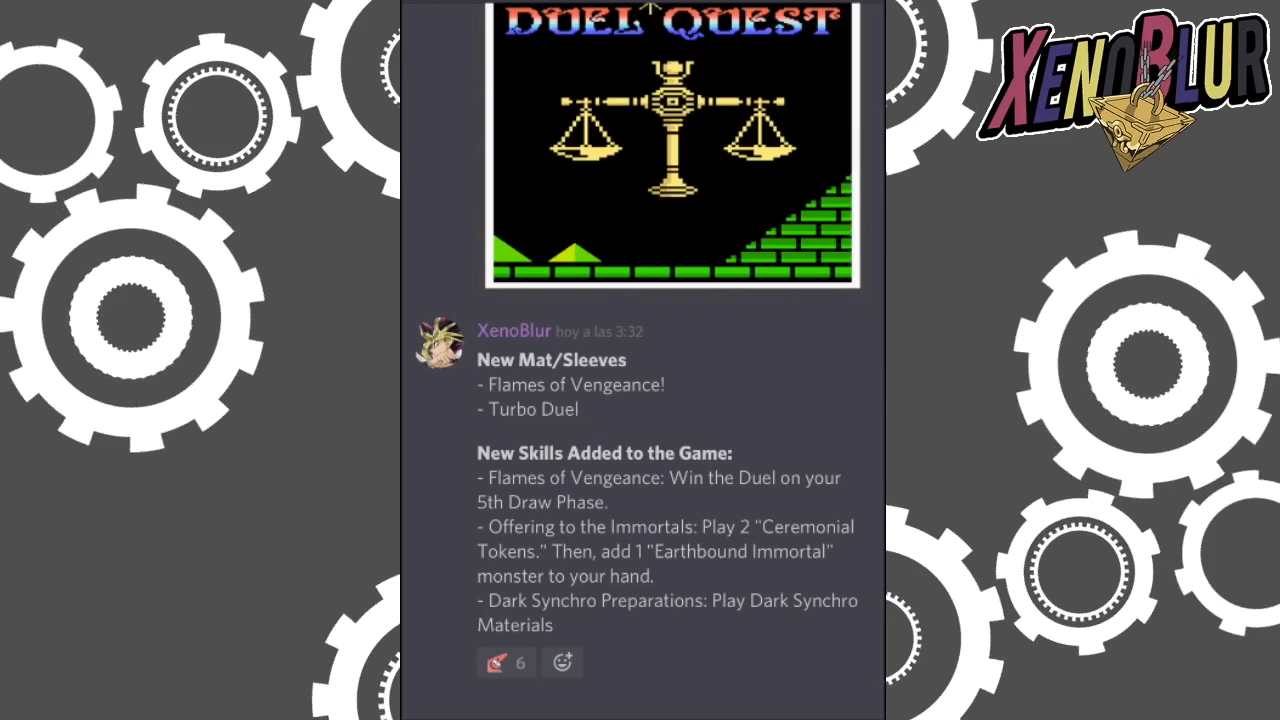 DUEL QUEST
XENOBLUR
XenoBlur hoy a las 3:32
New Mat/Sleeves
- Flames of Vengeance!
- Turbo Duel
New Skills Added to the Game:
- Flames of Vengeance: Win the Duel on your
5th Draw Phase.
- Offering to the Immortals: Play 2 "Ceremonial
Tokens." Then, add 1 "Earthbound Immortal"
monster to your hand.
- Dark Synchro Preparations: Play Dark Synchro
Materials
6